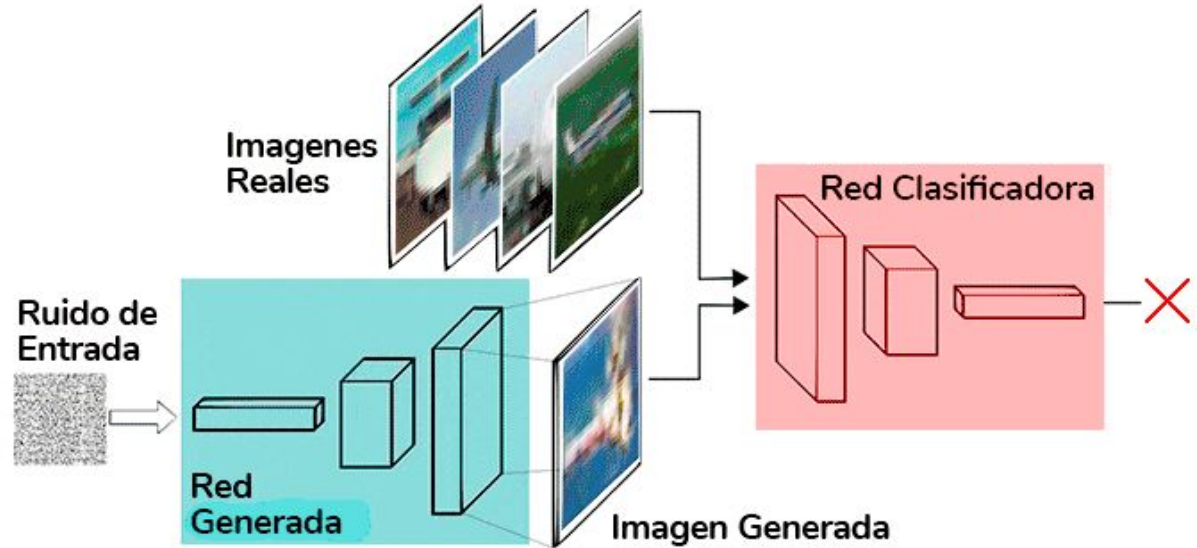 Imagenes
Reales
Red Clasificadora
Ruido de
Entrada
Red
Generada
Imagen Generada